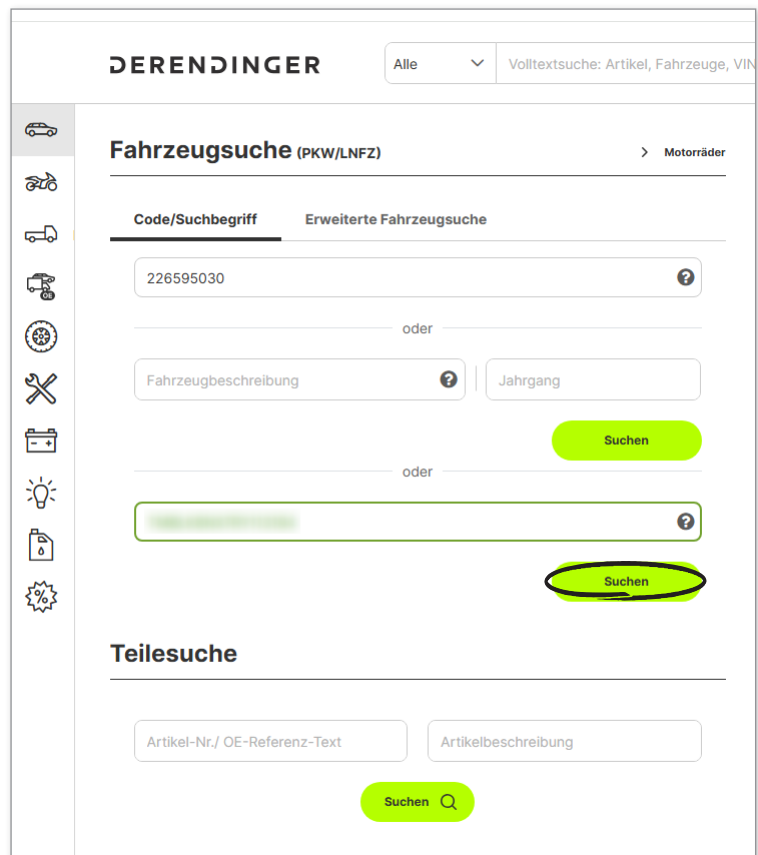 DERENDINGER
Alle
Volltextsuche: Artikel, Fahrzeuge, VIN
Fahrzeugsuche (PKW/LNFZ)
Motorräder
Code/Suchbegriff
Erweiterte Fahrzeugsuche
226595030
?
oder
Fahrzeugbeschreibung
?
Jahrgang
Suchen
oder
?
Suchen
OE
- +
%
Teilesuche
Artikel-Nr./ OE-Referenz-Text
Artikelbeschreibung
Suchen